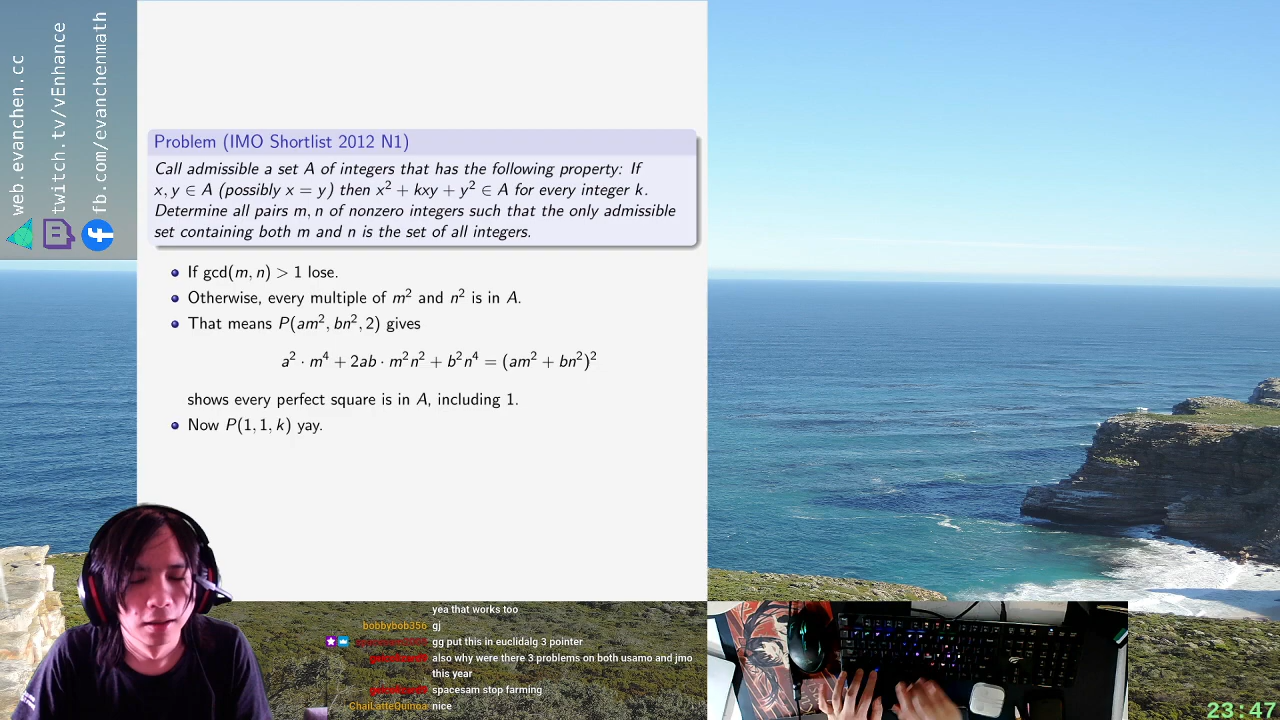 web.evanchen.cc
twitch.tv/vEnhance
fb.com/evanchenmath
Problem (IMO Shortlist 2012 N1)
Call admissible a set A of integers that has the following property: If
x, y ∈ A (possibly x = y) then x² + kxy + y² ∈ A for every integer k.
Determine all pairs m, n of nonzero integers such that the only admissible
set containing both m and n is the set of all integers.
If gcd(m, n) > 1 lose.
Otherwise, every multiple of m² and n² is in A.
That means P(am², bn², 2) gives
a² · m⁴ + 2ab · m²n² + b²n⁴ = (am² + bn²)²
shows every perfect square is in A, including 1.
Now P(1, 1, k) yay.
yea that works too
bobbybob356 gj
gg put this in euclidalg 3 pointer
also why were there 3 problems on both usamo and jmo
this year
spacesam stop farming
ChaiLatteQuinoa: nice
23:47